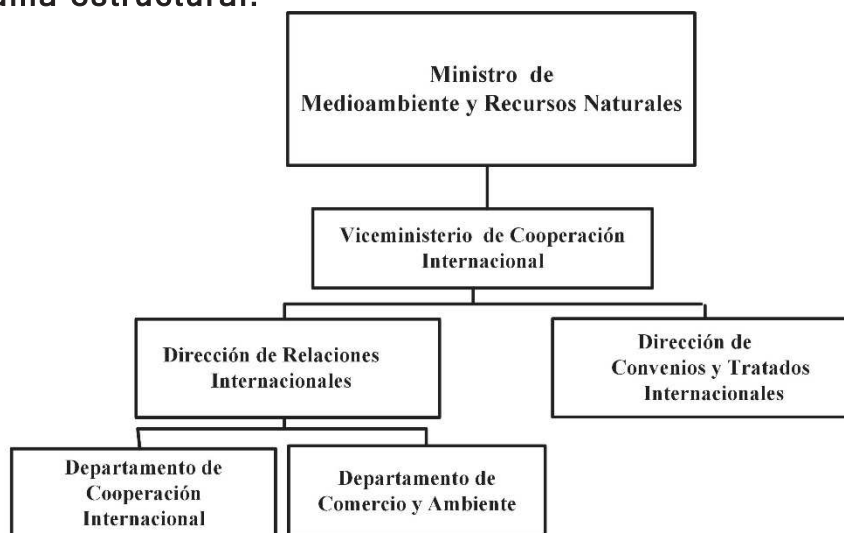 estructural.
Ministro de
Medioambiente y Recursos Naturales
Viceministerio de Cooperación
Internacional
Dirección de Relaciones
Internacionales
Dirección de
Convenios y Tratados
Internacionales
Departamento de
Cooperación
Internacional
Departamento de
Comercio y Ambiente